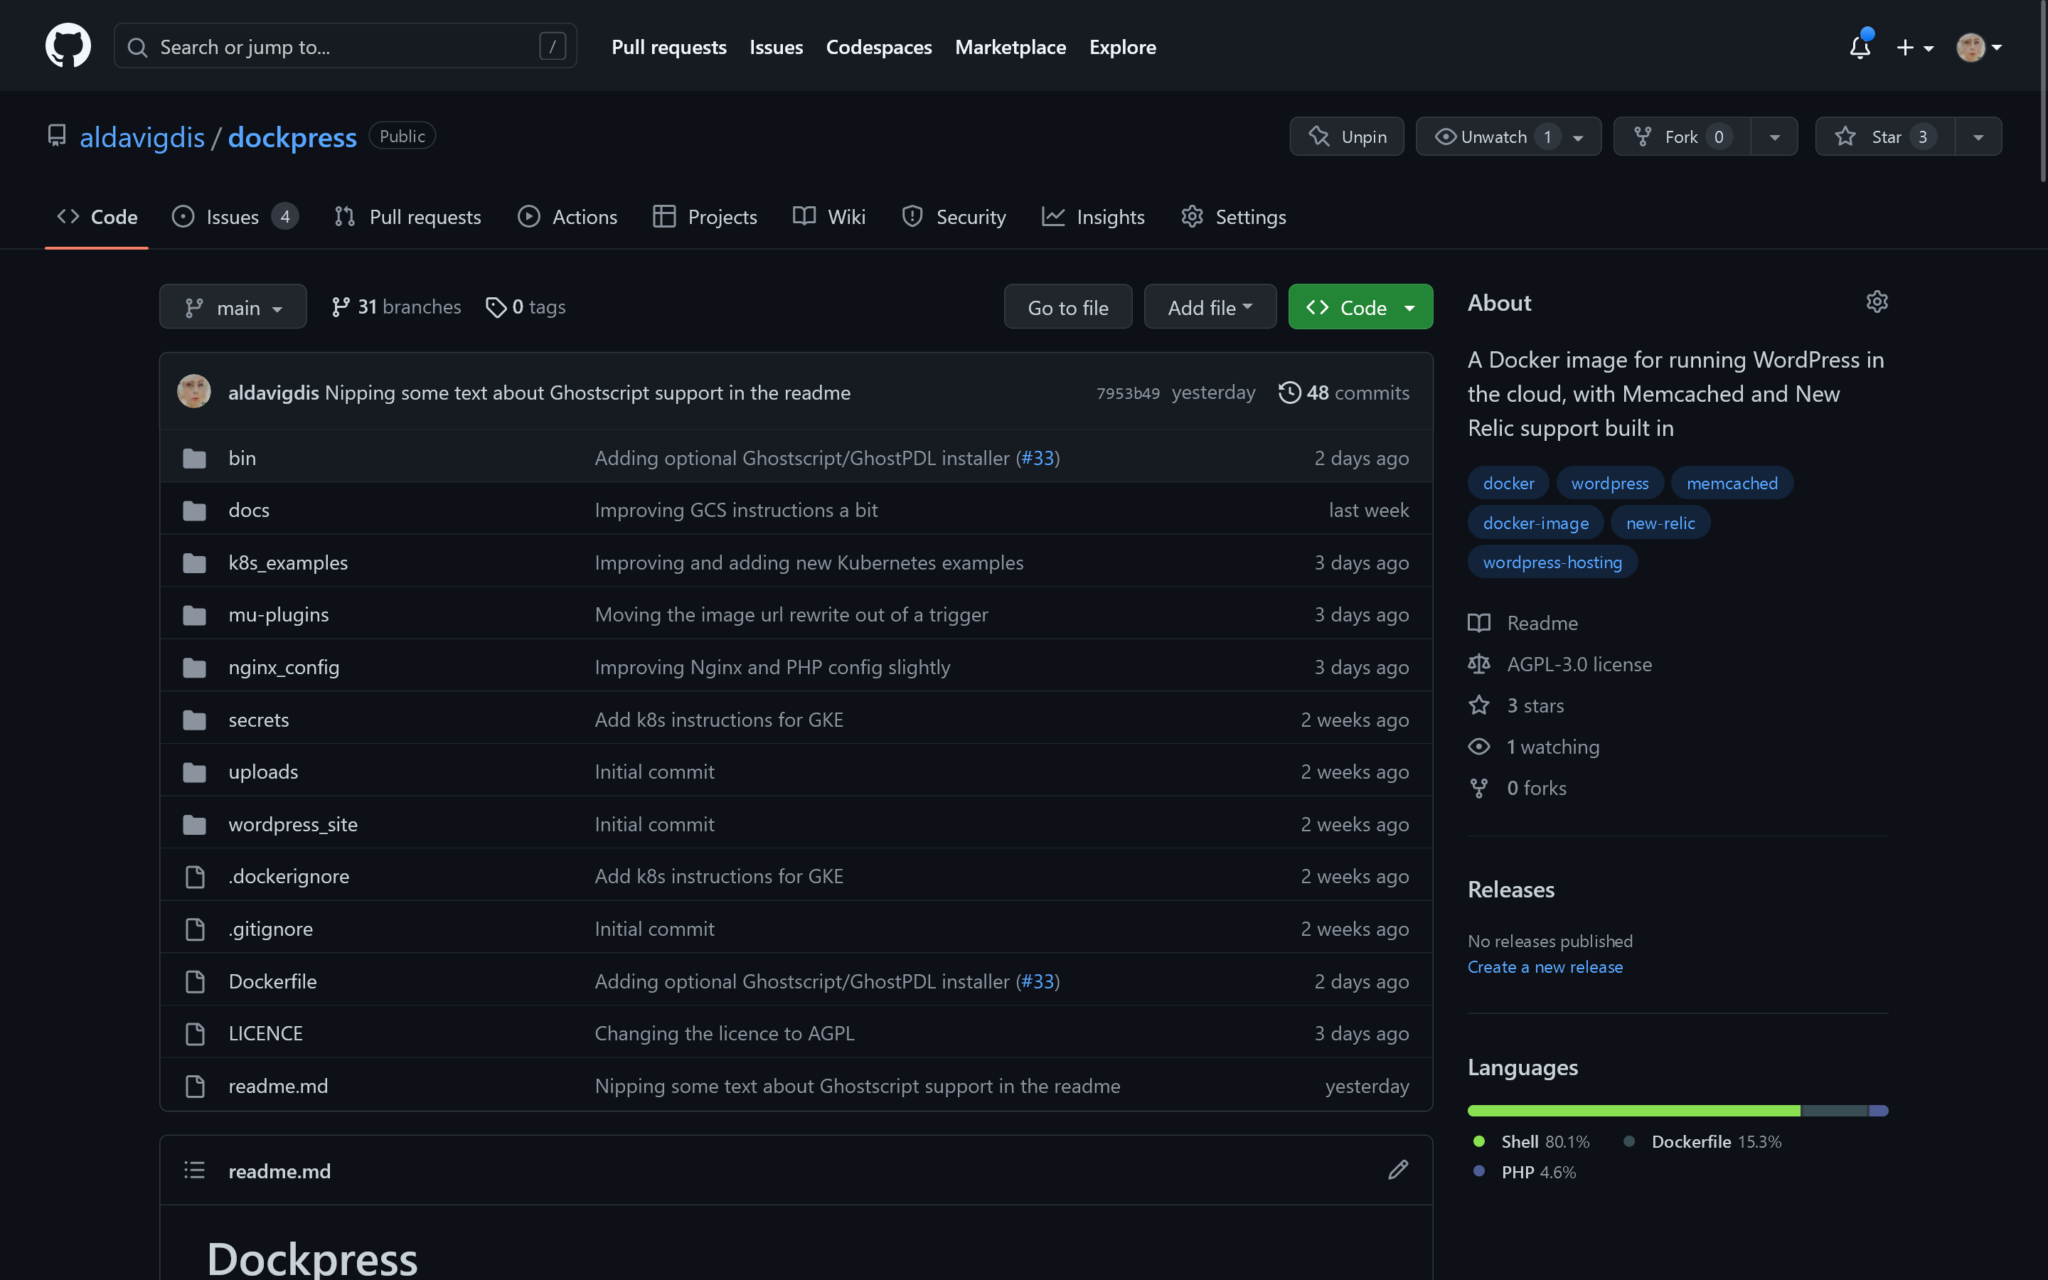 Search or jump to...
/
Pull requests
Issues
Codespaces
Marketplace
Explore
aldavigdis / dockpress
Public
Unpin
Unwatch 1
Fork 0
Star 3
Code
Issues 4
Pull requests
Actions
Projects
Wiki
Security
Insights
Settings
main
31 branches
0 tags
Go to file
Add file
Code
aldavigdis Nipping some text about Ghostscript support in the readme 7953b49 yesterday 48 commits
bin Adding optional Ghostscript/GhostPDL installer (#33) 2 days ago
docs Improving GCS instructions a bit last week
k8s_examples Improving and adding new Kubernetes examples 3 days ago
mu-plugins Moving the image url rewrite out of a trigger 3 days ago
nginx_config Improving Nginx and PHP config slightly 3 days ago
secrets Add k8s instructions for GKE 2 weeks ago
uploads Initial commit 2 weeks ago
wordpress_site Initial commit 2 weeks ago
.dockerignore Add k8s instructions for GKE 2 weeks ago
.gitignore Initial commit 2 weeks ago
Dockerfile Adding optional Ghostscript/GhostPDL installer (#33) 2 days ago
LICENCE Changing the licence to AGPL 3 days ago
readme.md Nipping some text about Ghostscript support in the readme yesterday
readme.md
Dockpress
About
A Docker image for running WordPress in
the cloud, with Memcached and New
Relic support built in
docker wordpress memcached
docker-image new-relic
wordpress-hosting
Readme
AGPL-3.0 license
3 stars
1 watching
0 forks
Releases
No releases published
Create a new release
Languages
Shell 80.1% Dockerfile 15.3%
PHP 4.6%